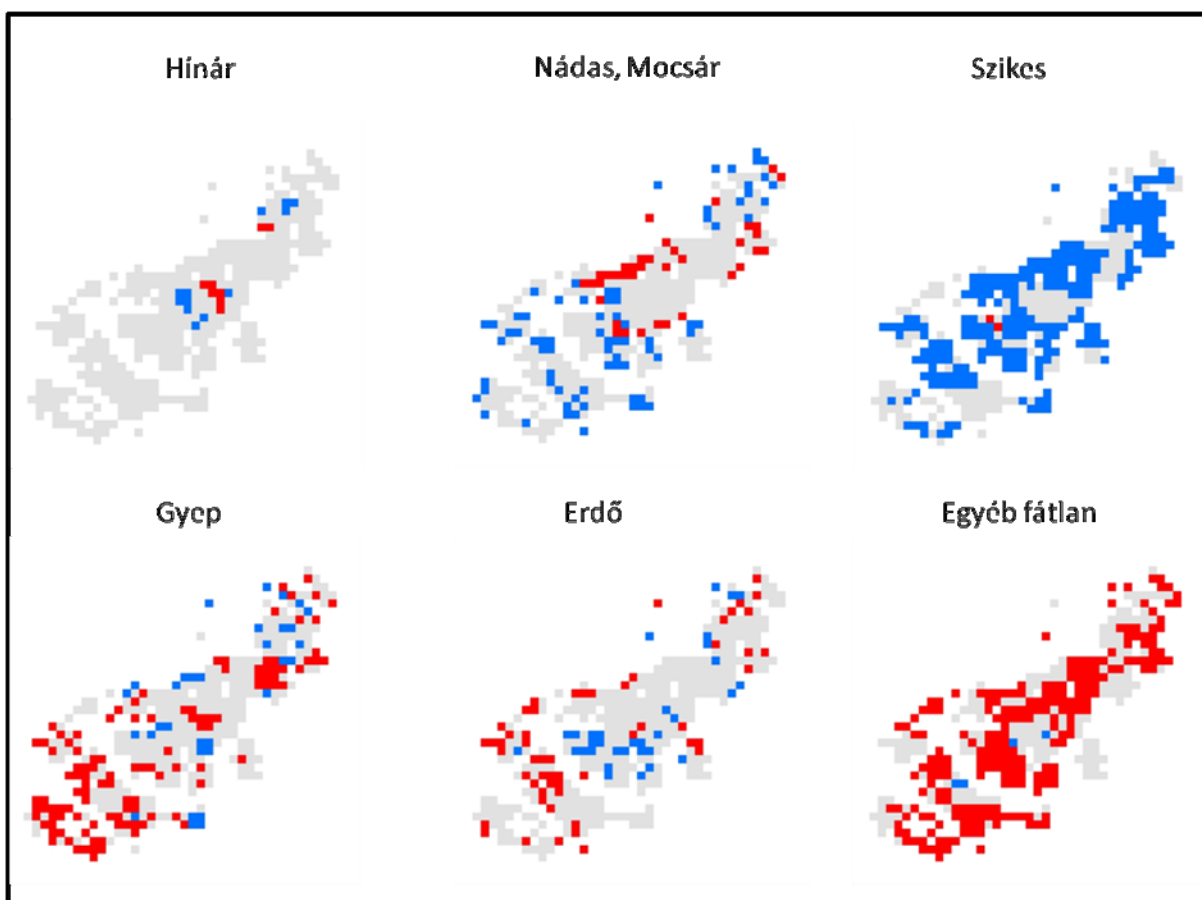 Hínár
Nádas, Mocsár
Szikes
Gyep
Erdő
Egyéb fátlan